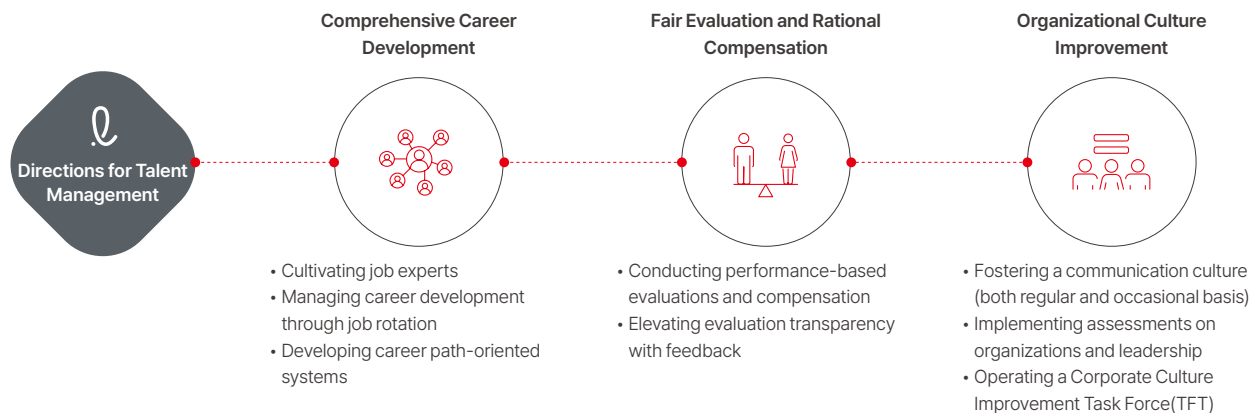 Directions for Talent
Management
Comprehensive Career
Development
• Cultivating job experts
• Managing career development
through job rotation
• Developing career path-oriented
systems
Fair Evaluation and Rational
Compensation
• Conducting performance-based
evaluations and compensation
• Elevating evaluation transparency
with feedback
Organizational Culture
Improvement
• Fostering a communication culture
(both regular and occasional basis)
• Implementing assessments on
organizations and leadership
• Operating a Corporate Culture
Improvement Task Force(TFT)